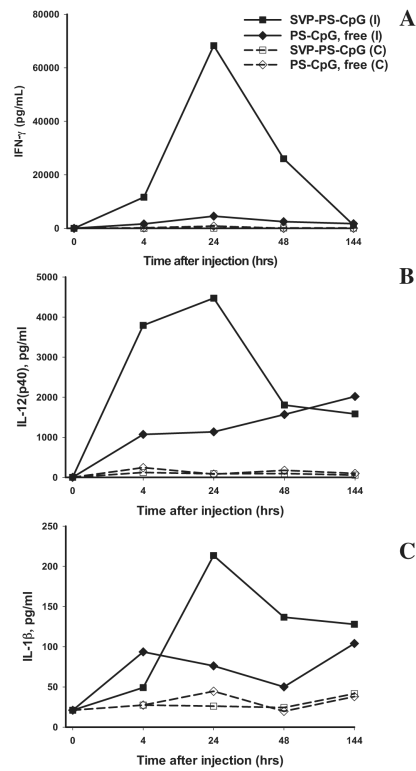 A
SVP-PS-CpG (I)
PS-CpG, free (I)
SVP-PS-CpG (C)
PS-CpG, free (C)
IFN-γ (pg/mL)
80000
60000
40000
20000
0
0 4 24 48 144
Time after injection (hrs)
B
IL-12(p40), pg/ml
5000
4000
3000
2000
1000
0
0 4 24 48 144
Time after injection (hrs)
C
IL-1β, pg/ml
250
200
150
100
50
0
0 4 24 48 144
Time after injection (hrs)